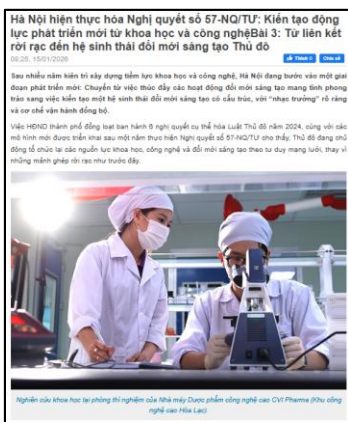 Hà Nội hiện thực hóa Nghị quyết số 57-NQ/TƯ: Kiến tạo động
lực phát triển mới từ khoa học và công nghệBài 3: Từ liên kết
rời rạc đến hệ sinh thái đổi mới sáng tạo Thủ đô
08:25, 15/01/2026
Thích 0 Chia sẻ
Sau nhiều năm kiên trì xây dựng tiềm lực khoa học và công nghệ, Hà Nội đang bước vào một giai
đoạn phát triển mới: Chuyển từ việc thúc đẩy các hoạt động đổi mới sáng tạo mang tính phong
trào sang việc kiến tạo một hệ sinh thái đổi mới sáng tạo có cấu trúc, với "nhạc trưởng" rõ ràng
và cơ chế vận hành đồng bộ.
Việc HĐND thành phố đồng loạt ban hành 6 nghị quyết cụ thể hóa Luật Thủ đô năm 2024, cùng với các
mô hình mới được triển khai sau một năm thực hiện Nghị quyết số 57-NQ/TƯ cho thấy, Thủ đô đang chủ
động tổ chức lại các nguồn lực khoa học, công nghệ và đổi mới sáng tạo theo tư duy mạng lưới, thay vì
những mảnh ghép rời rạc như trước đây.
Nghiên cứu khoa học tại phòng thí nghiệm của Nhà máy Dược phẩm công nghệ cao CVI Pharma (Khu công
nghệ cao Hòa Lạc)